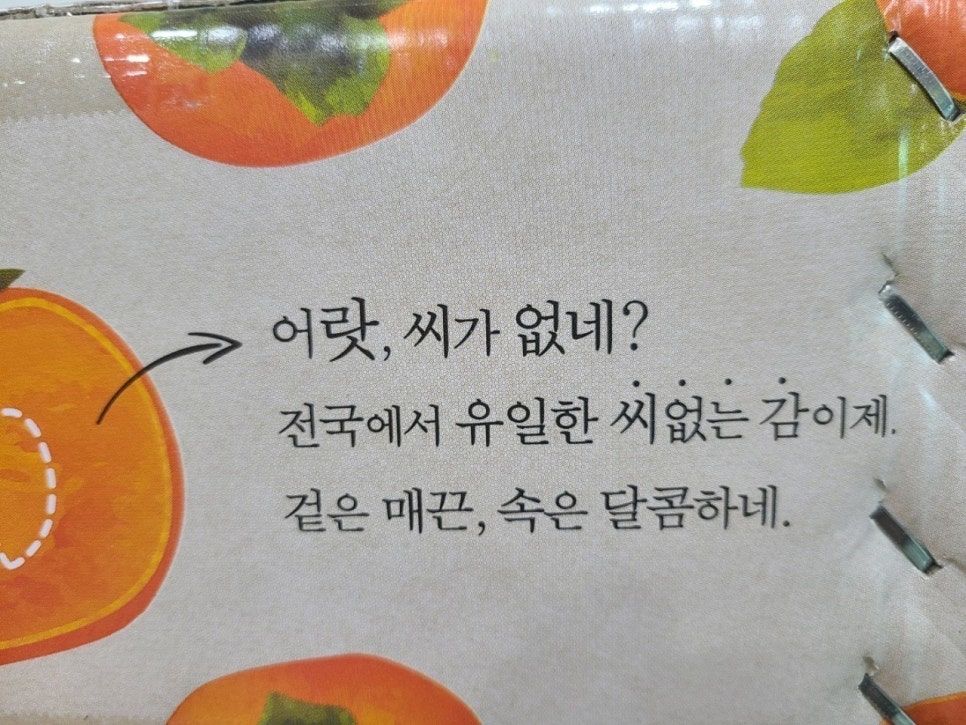 어랏, 씨가 없네?
전국에서 유일한 씨없는 감이제.
겉은 매끈, 속은 달콤하네.